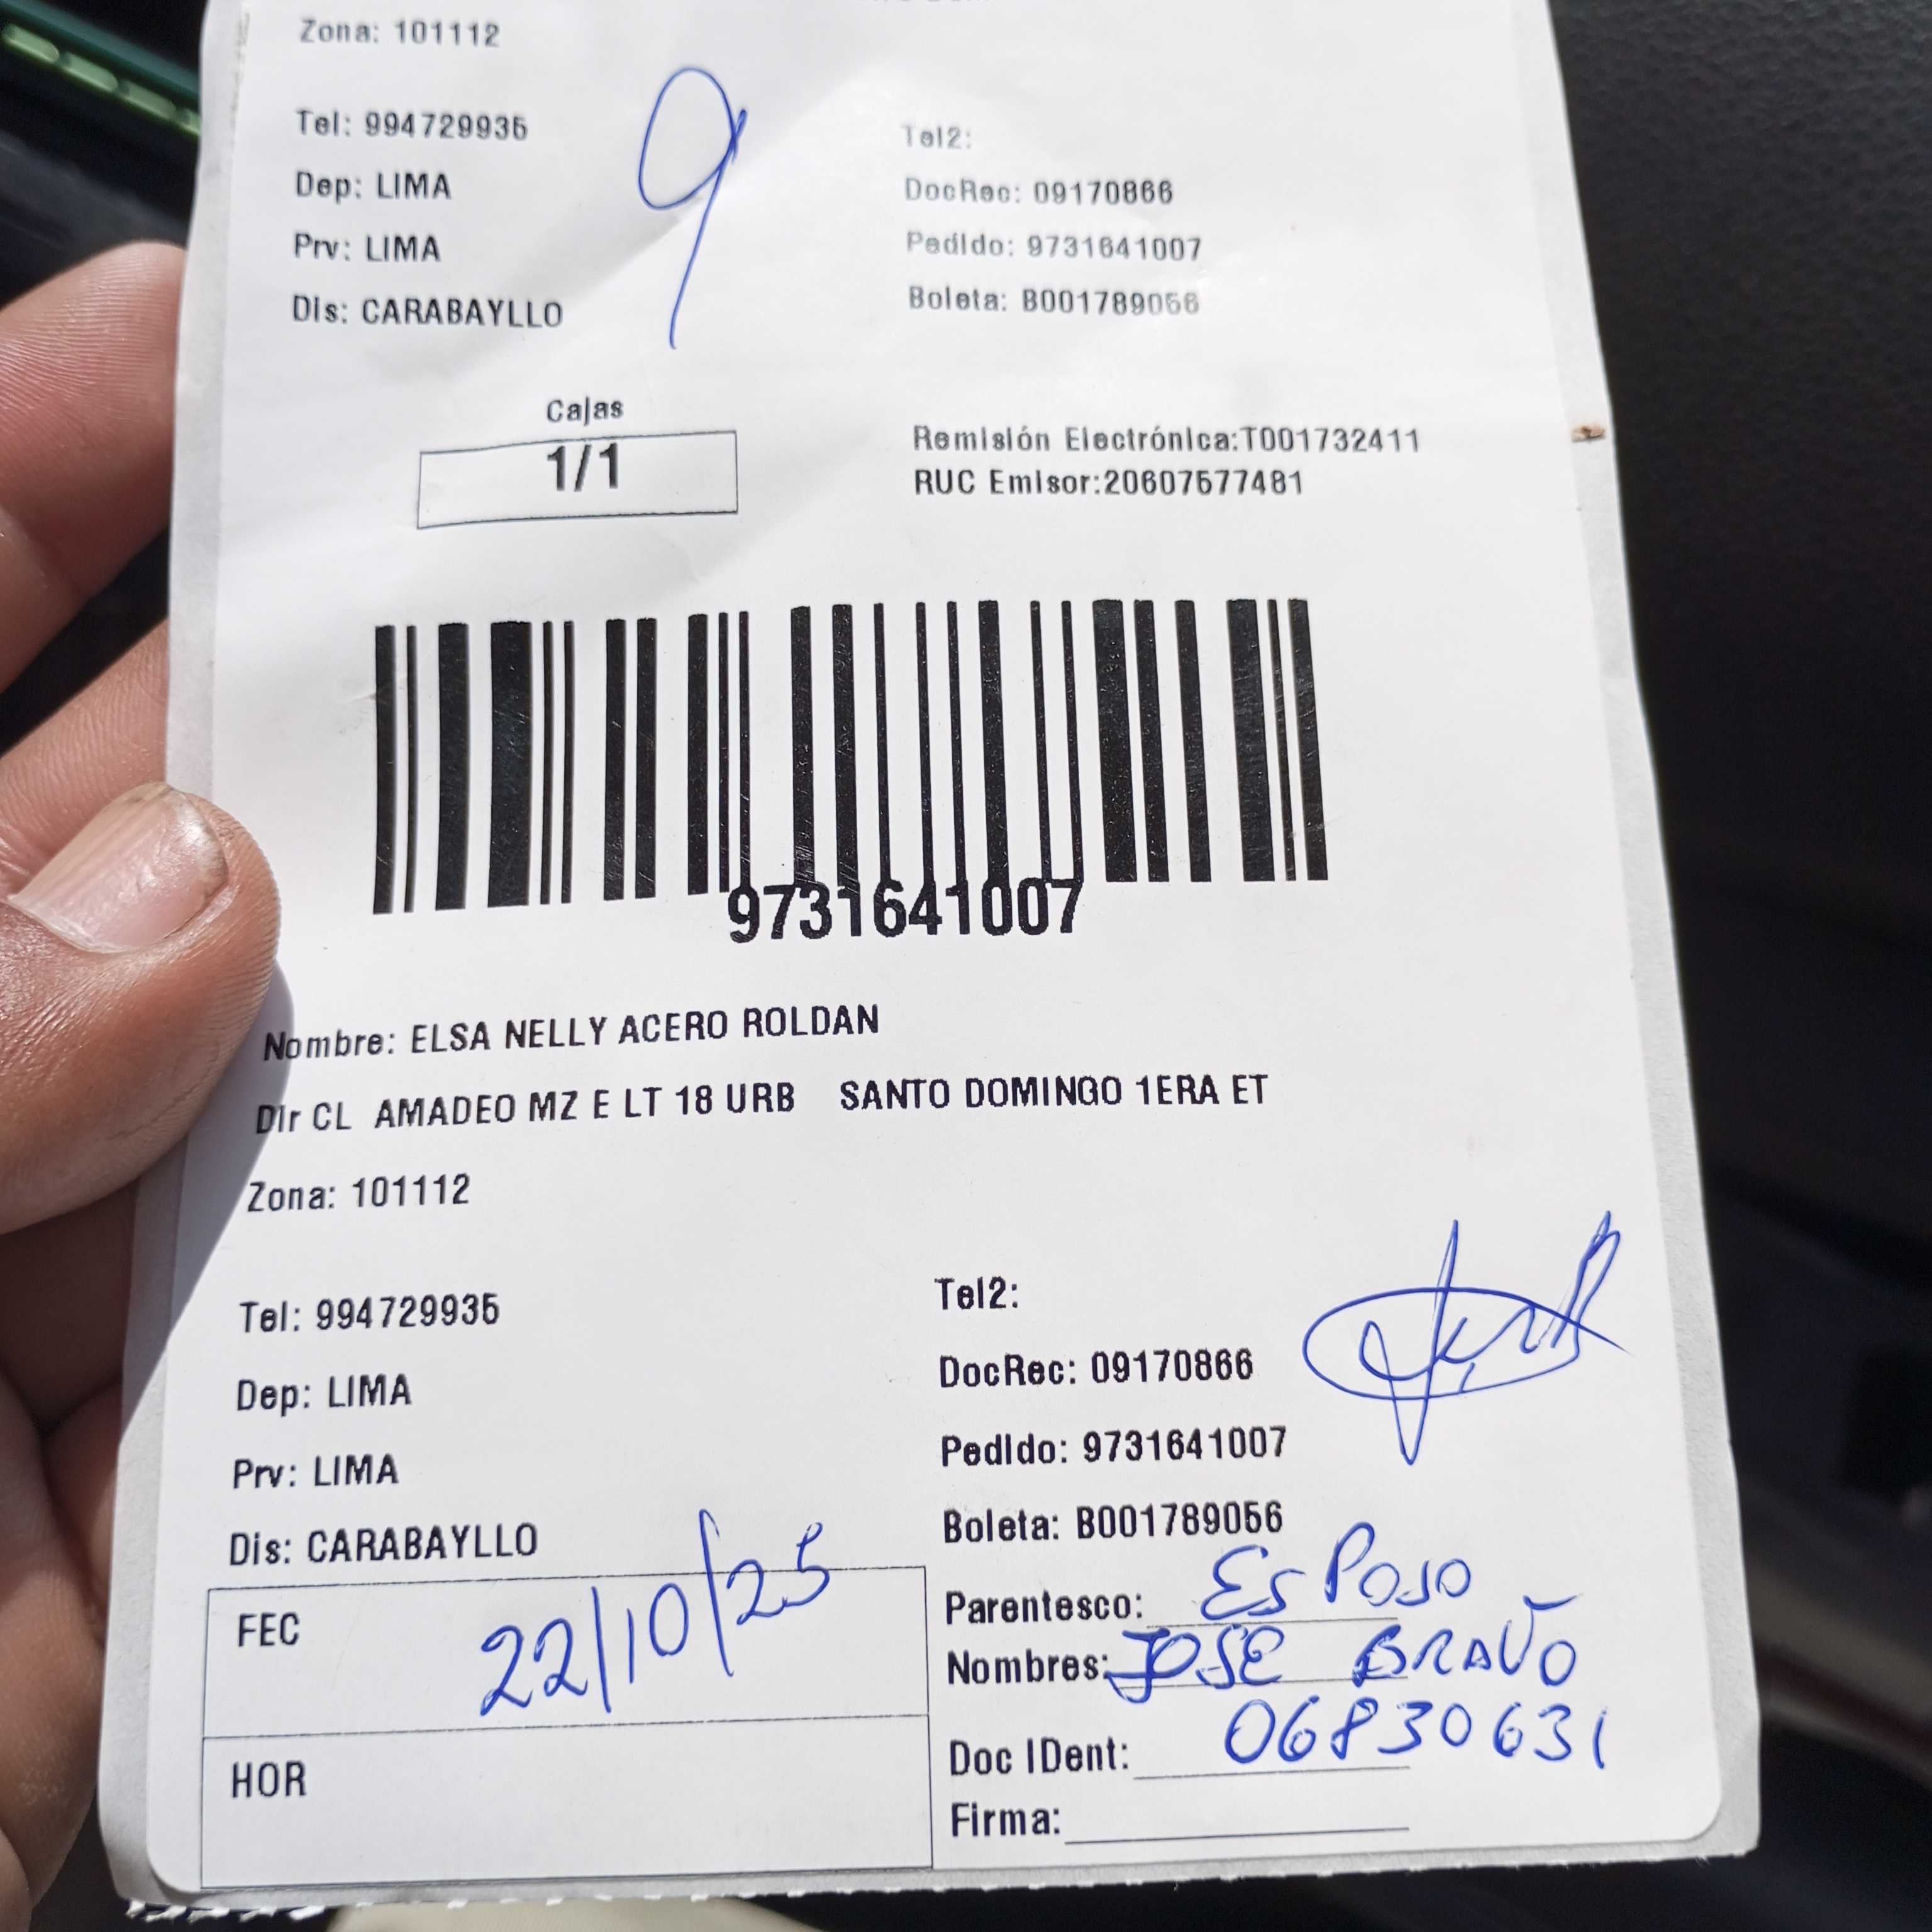 Zona: 101112
9
Tel: 994729935
Tel2:
Dep: LIMA
DocRec: 09170866
Prv: LIMA
Pedido: 9731641007
Dis: CARABAYLLO
Boleta: B001789056
Cajas
1/1
Remisión Electrónica:T001732411
RUC Emisor:20607577481
9731641007
Nombre: ELSA NELLY ACERO ROLDAN
Dir CL AMADEO MZ E LT 18 URB SANTO DOMINGO 1ERA ET
Zona: 101112
Tel: 994729935
Tel2:
Dep: LIMA
DocRec: 09170866
Prv: LIMA
Pedido: 9731641007
Dis: CARABAYLLO
Boleta: B001789056
FEC 22/10/25
Parentesco: ESPOSO
Nombres: JOSE BRAVO
HOR
Doc IDent: 06830631
Firma: